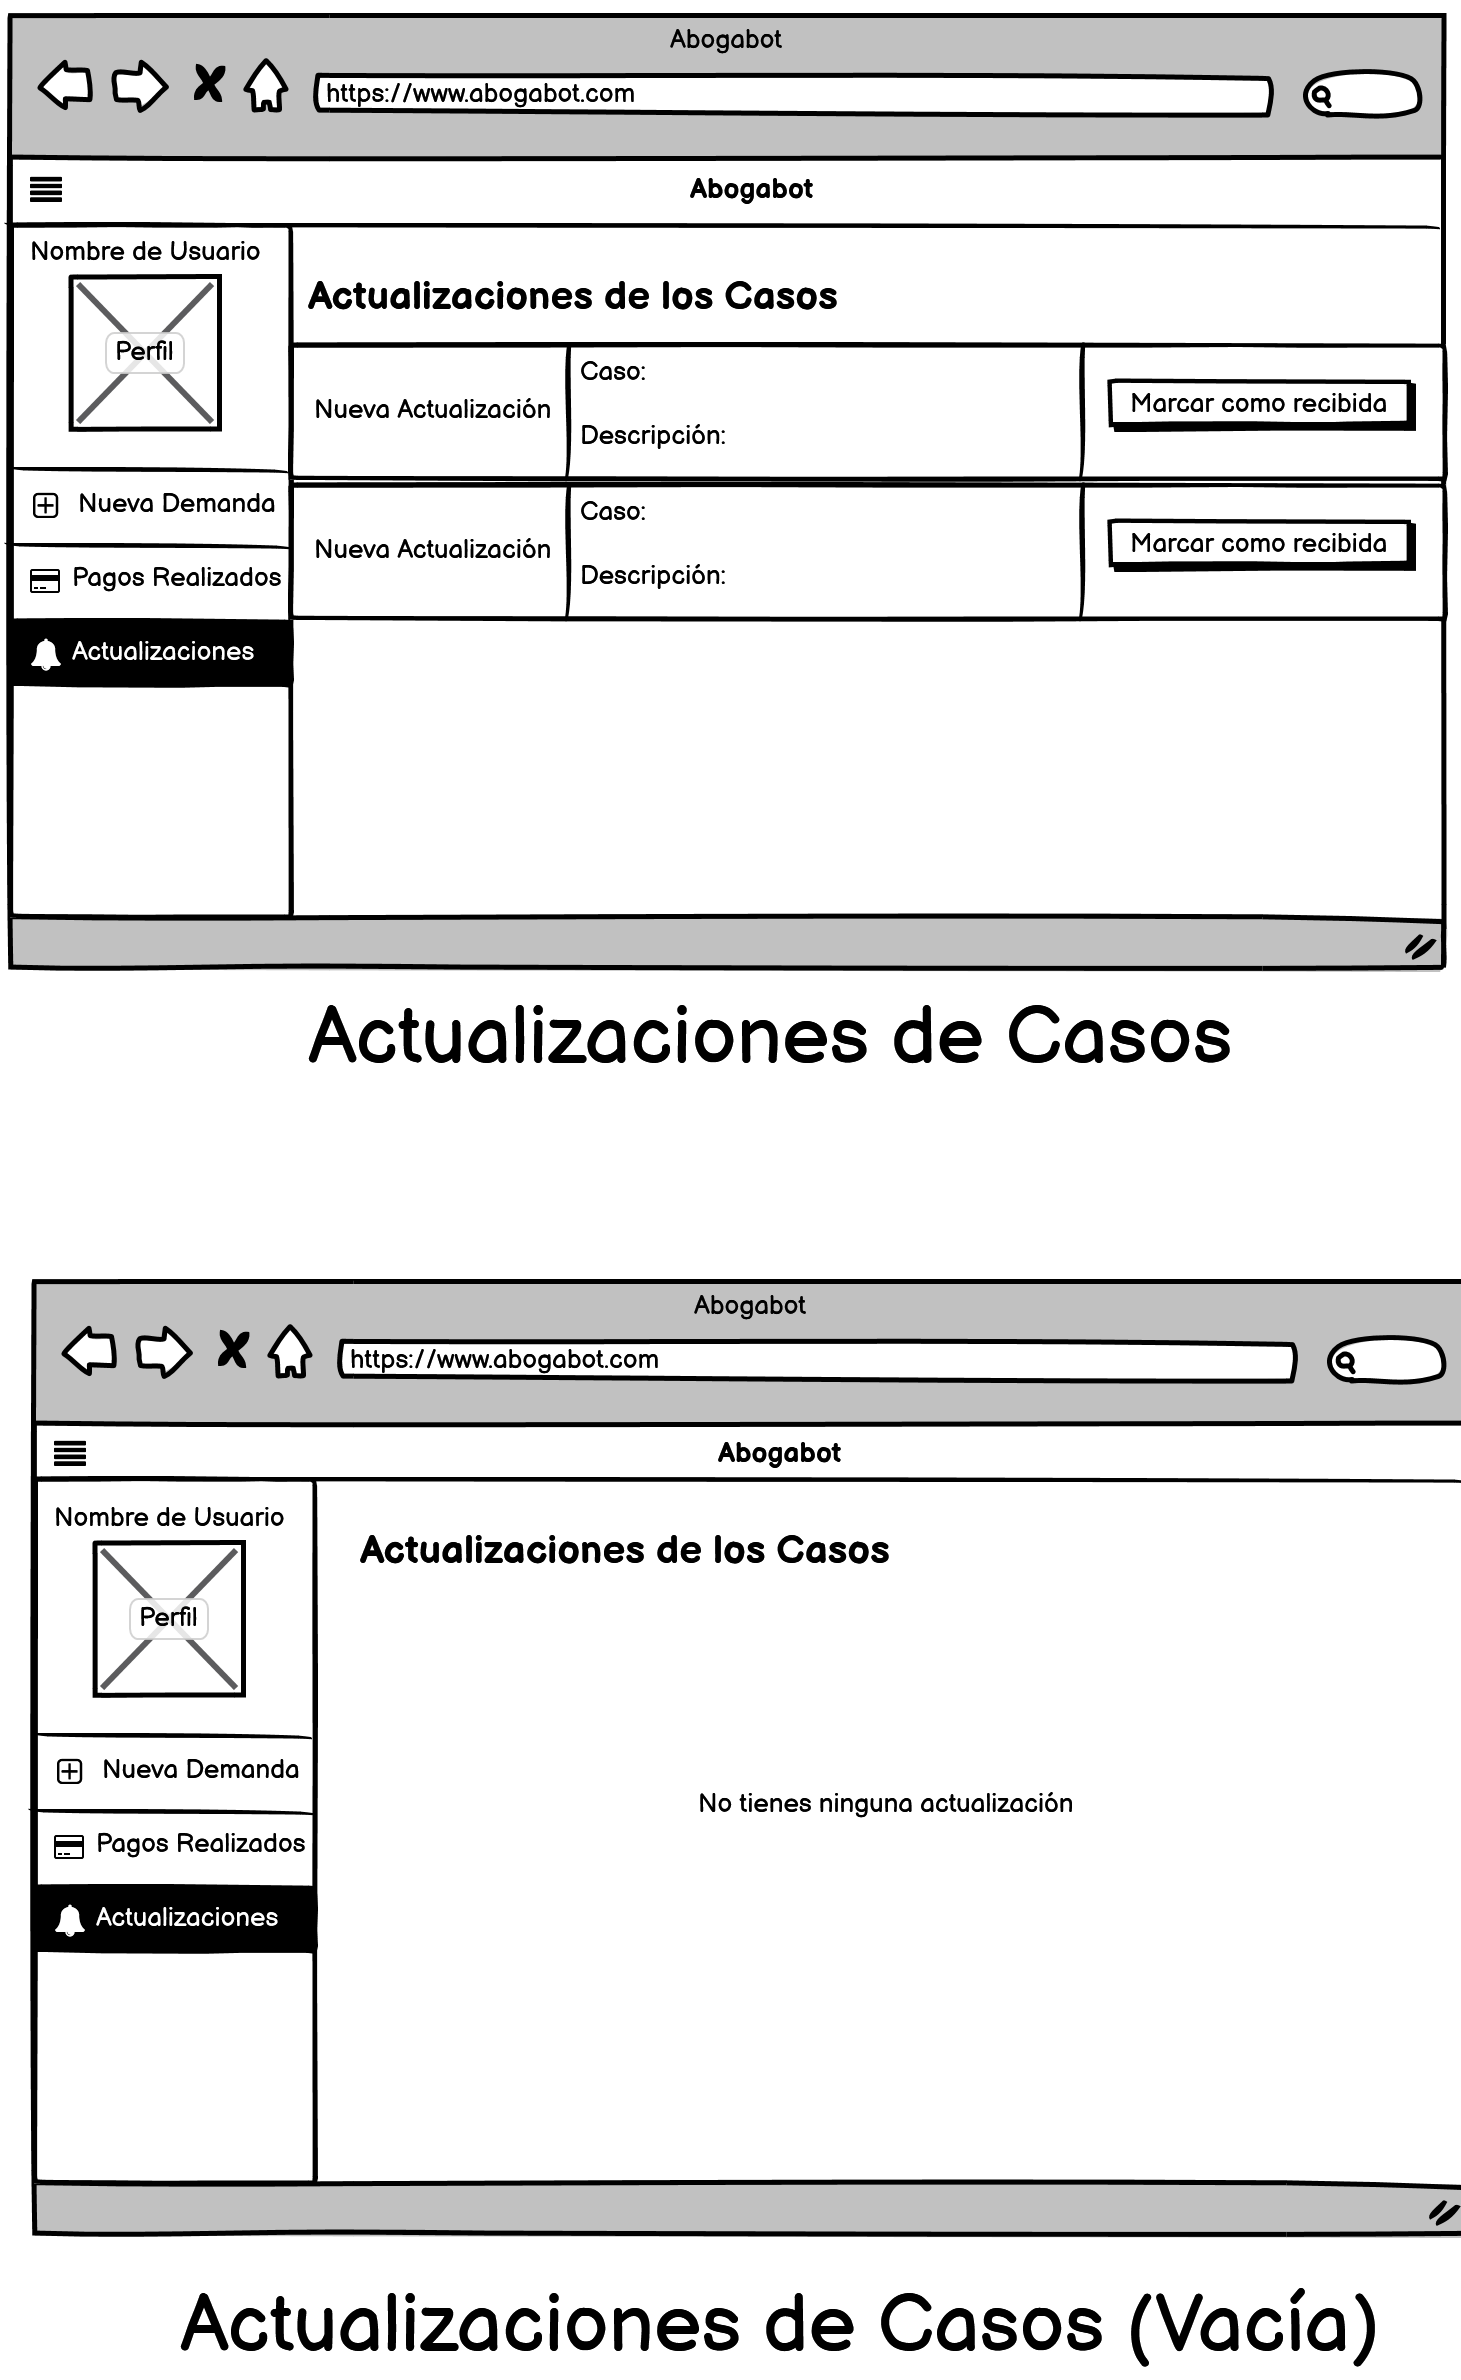 Abogabot
https://www.abogabot.com
Abogabot
Nombre de Usuario
Perfil
Nueva Demanda
Pagos Realizados
Actualizaciones
Actualizaciones de los Casos
Nueva Actualización
Caso:
Descripción:
Marcar como recibida
Nueva Actualización
Caso:
Descripción:
Marcar como recibida
Actualizaciones de Casos
Abogabot
https://www.abogabot.com
Abogabot
Nombre de Usuario
Perfil
Nueva Demanda
Pagos Realizados
Actualizaciones
Actualizaciones de los Casos
No tienes ninguna actualización
Actualizaciones de Casos (Vacía)